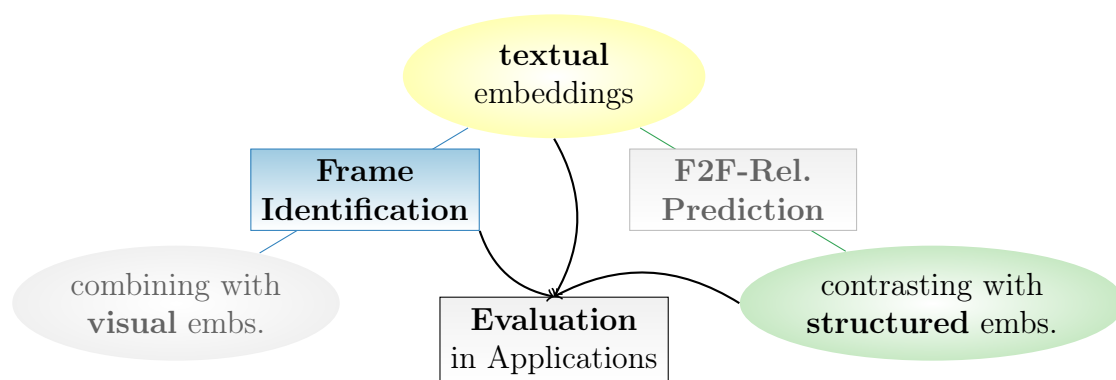 textual
embeddings
Frame
Identification
F2F-Rel.
Prediction
combining with
visual embs.
Evaluation
in Applications
contrasting with
structured embs.